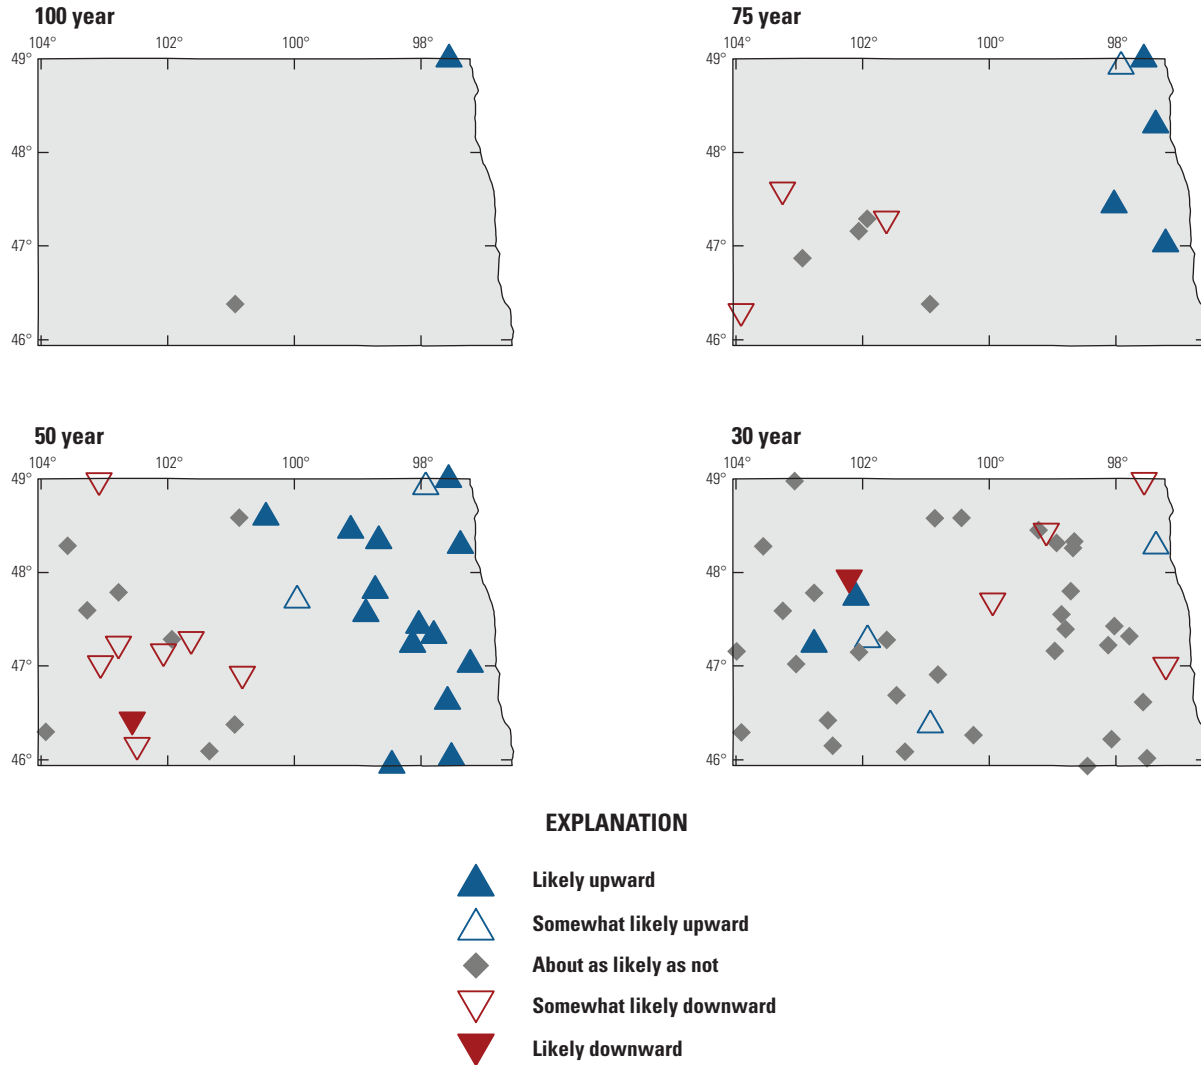 100 year
104° 102° 100° 98°
49°
48°
47°
46°
75 year
104° 102° 100° 98°
49°
48°
47°
46°
50 year
104° 102° 100° 98°
49°
48°
47°
46°
30 year
104° 102° 100° 98°
49°
48°
47°
46°
EXPLANATION
Likely upward
Somewhat likely upward
About as likely as not
Somewhat likely downward
Likely downward